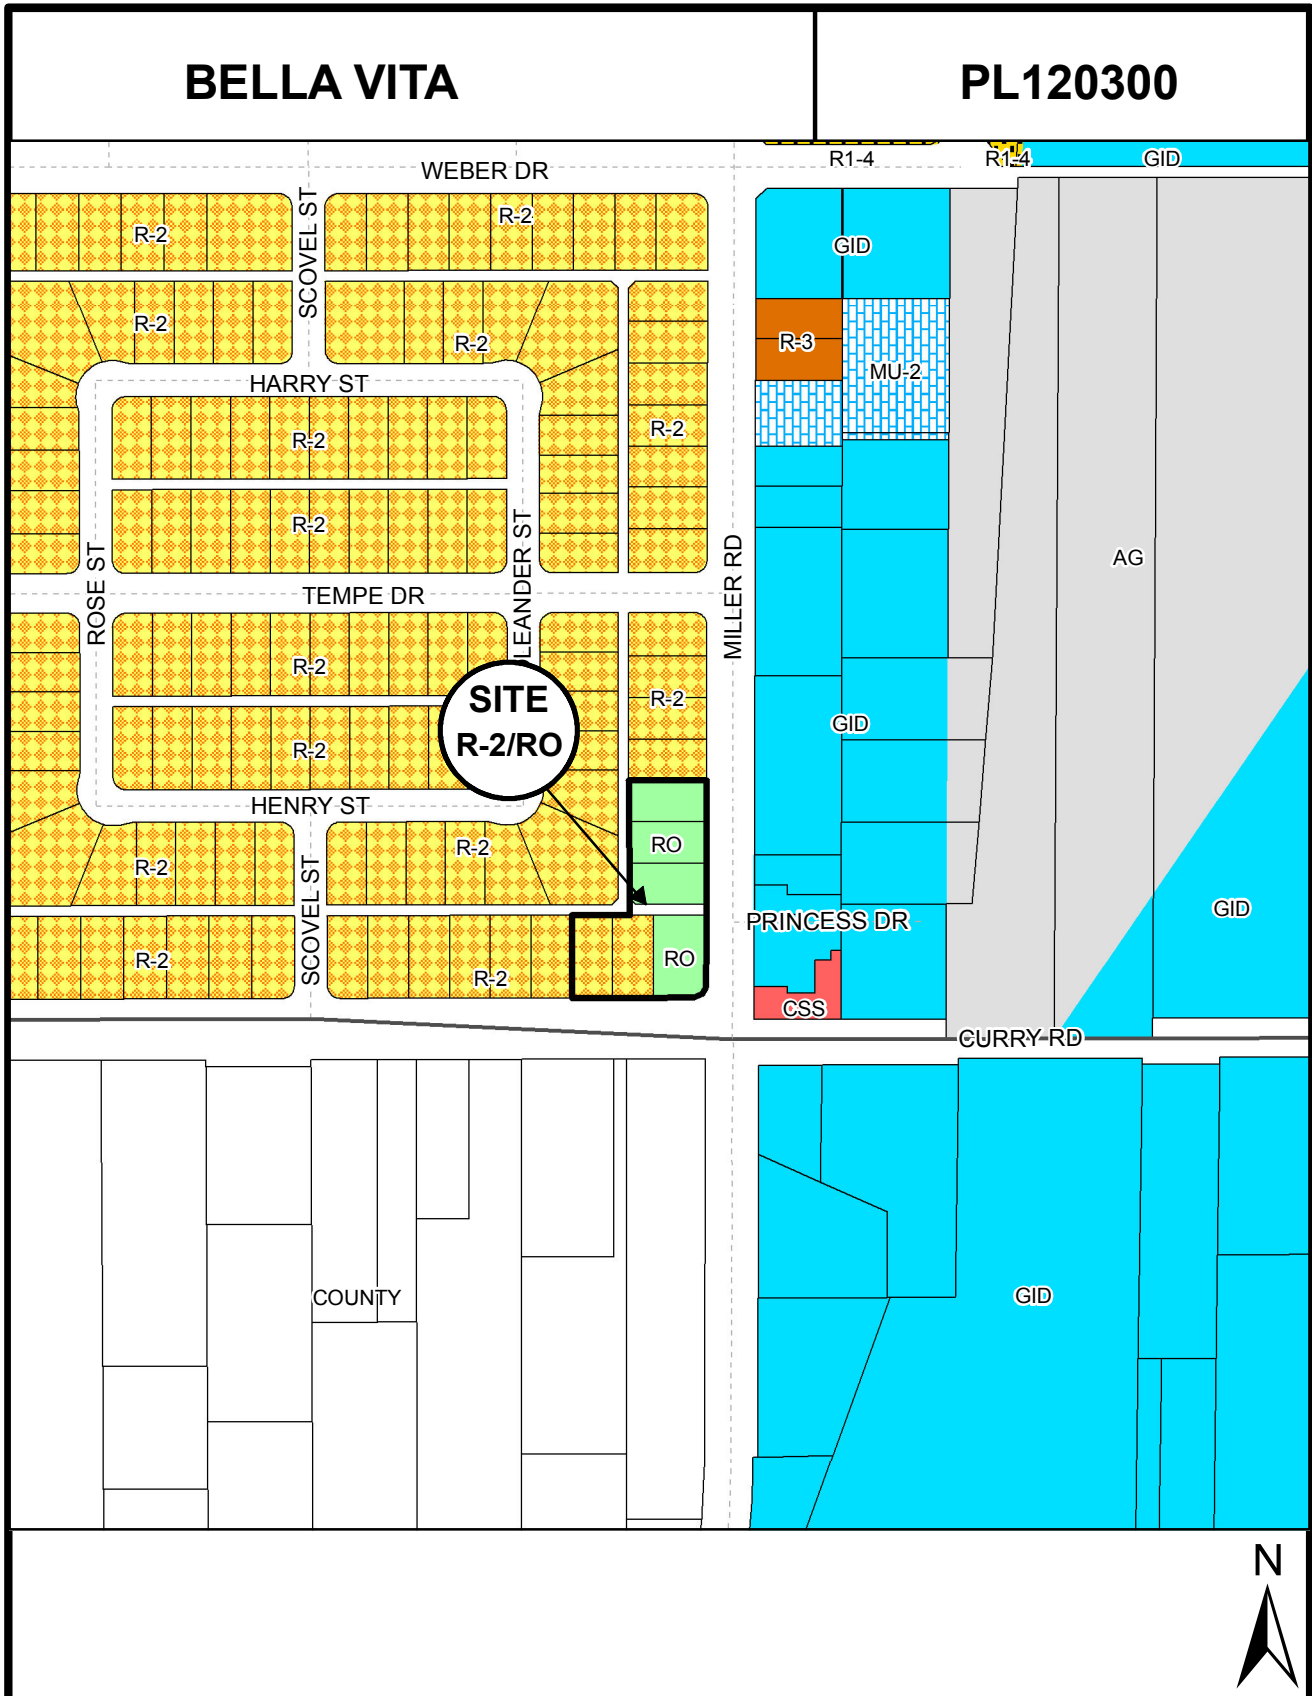 BELLA VITA
PL120300
WEBER DR
R1-4
R1-4
GID
SCOVEL ST
R-2
R-2
GID
R-2
R-2
R-3
MU-2
HARRY ST
R-2
R-2
R-2
ROSE ST
LEANDER ST
MILLER RD
AG
TEMPE DR
R-2
SITE
R-2/RO
R-2
GID
R-2
HENRY ST
R-2
R-2
RO
SCOVEL ST
PRINCESS DR
GID
R-2
R-2
RO
CSS
CURRY RD
COUNTY
GID
N